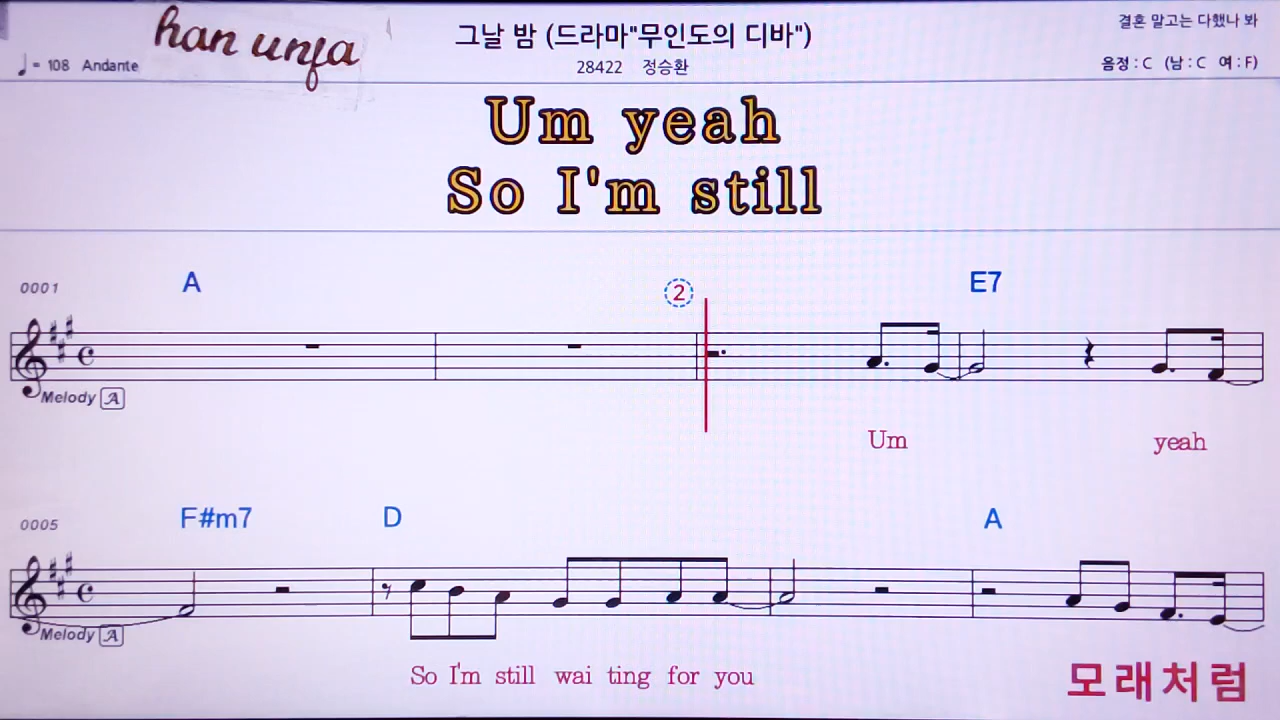 han unja
그날 밤 (드라마"무인도의 디바")
결혼 말고는 다했나 봐
♩= 108 Andante
28422 정승환
음정 : C (남 : C 여 : F)
Um yeah
So I'm still
0001 A ② E7
Melody A
Um yeah
0005 F#m7 D A
Melody A
So I'm still wai ting for you
모래처럼